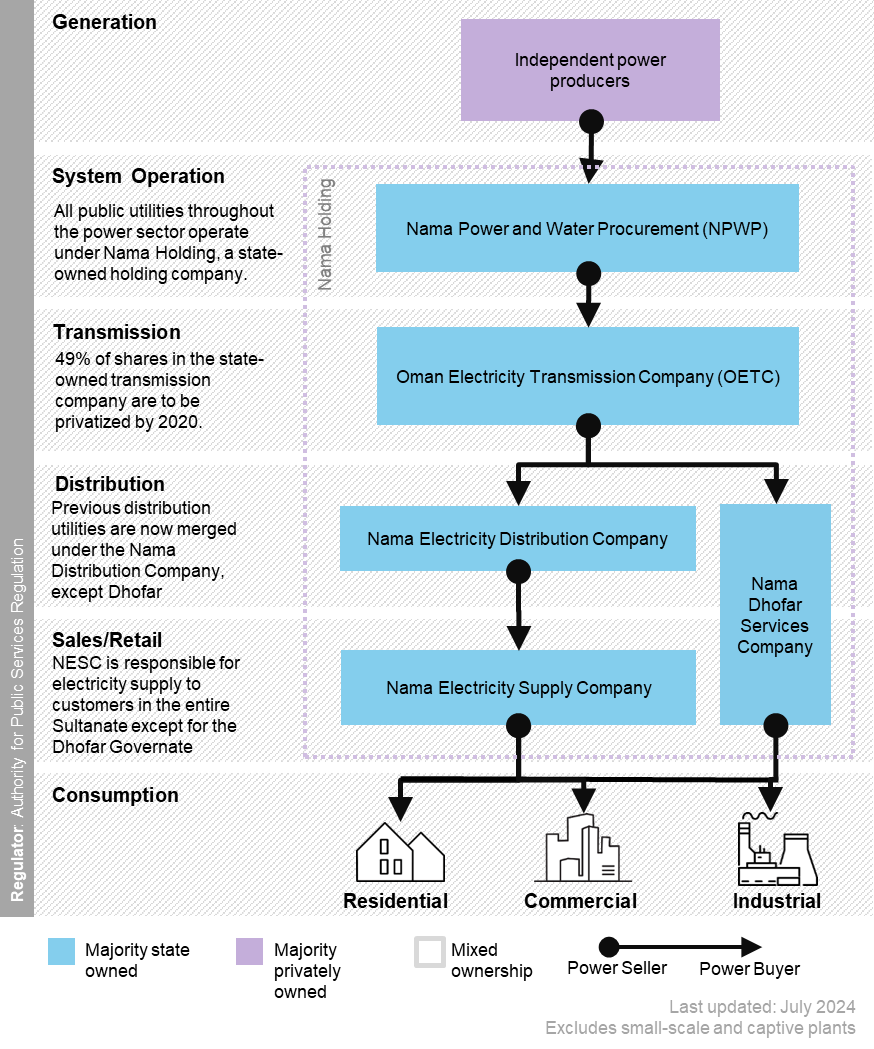 Generation
Independent power
producers
System Operation
All public utilities throughout
the power sector operate
under Nama Holding, a state-
owned holding company.
Nama Holding
Nama Power and Water Procurement (NPWP)
Transmission
49% of shares in the state-
owned transmission
company are to be
privatized by 2020.
Oman Electricity Transmission Company (OETC)
Distribution
Previous distribution
utilities are now merged
under the Nama
Distribution Company,
except Dhofar
Nama Electricity Distribution Company
Nama
Dhofar
Services
Company
Sales/Retail
NESC is responsible for
electricity supply to
customers in the entire
Sultanate except for the
Dhofar Governate
Nama Electricity Supply Company
Consumption
Residential
Commercial
Industrial
Regulator: Authority for Public Services Regulation
Majority state
owned
Majority
privately
owned
Mixed
ownership
Power Seller
Power Buyer
Last updated: July 2024
Excludes small-scale and captive plants